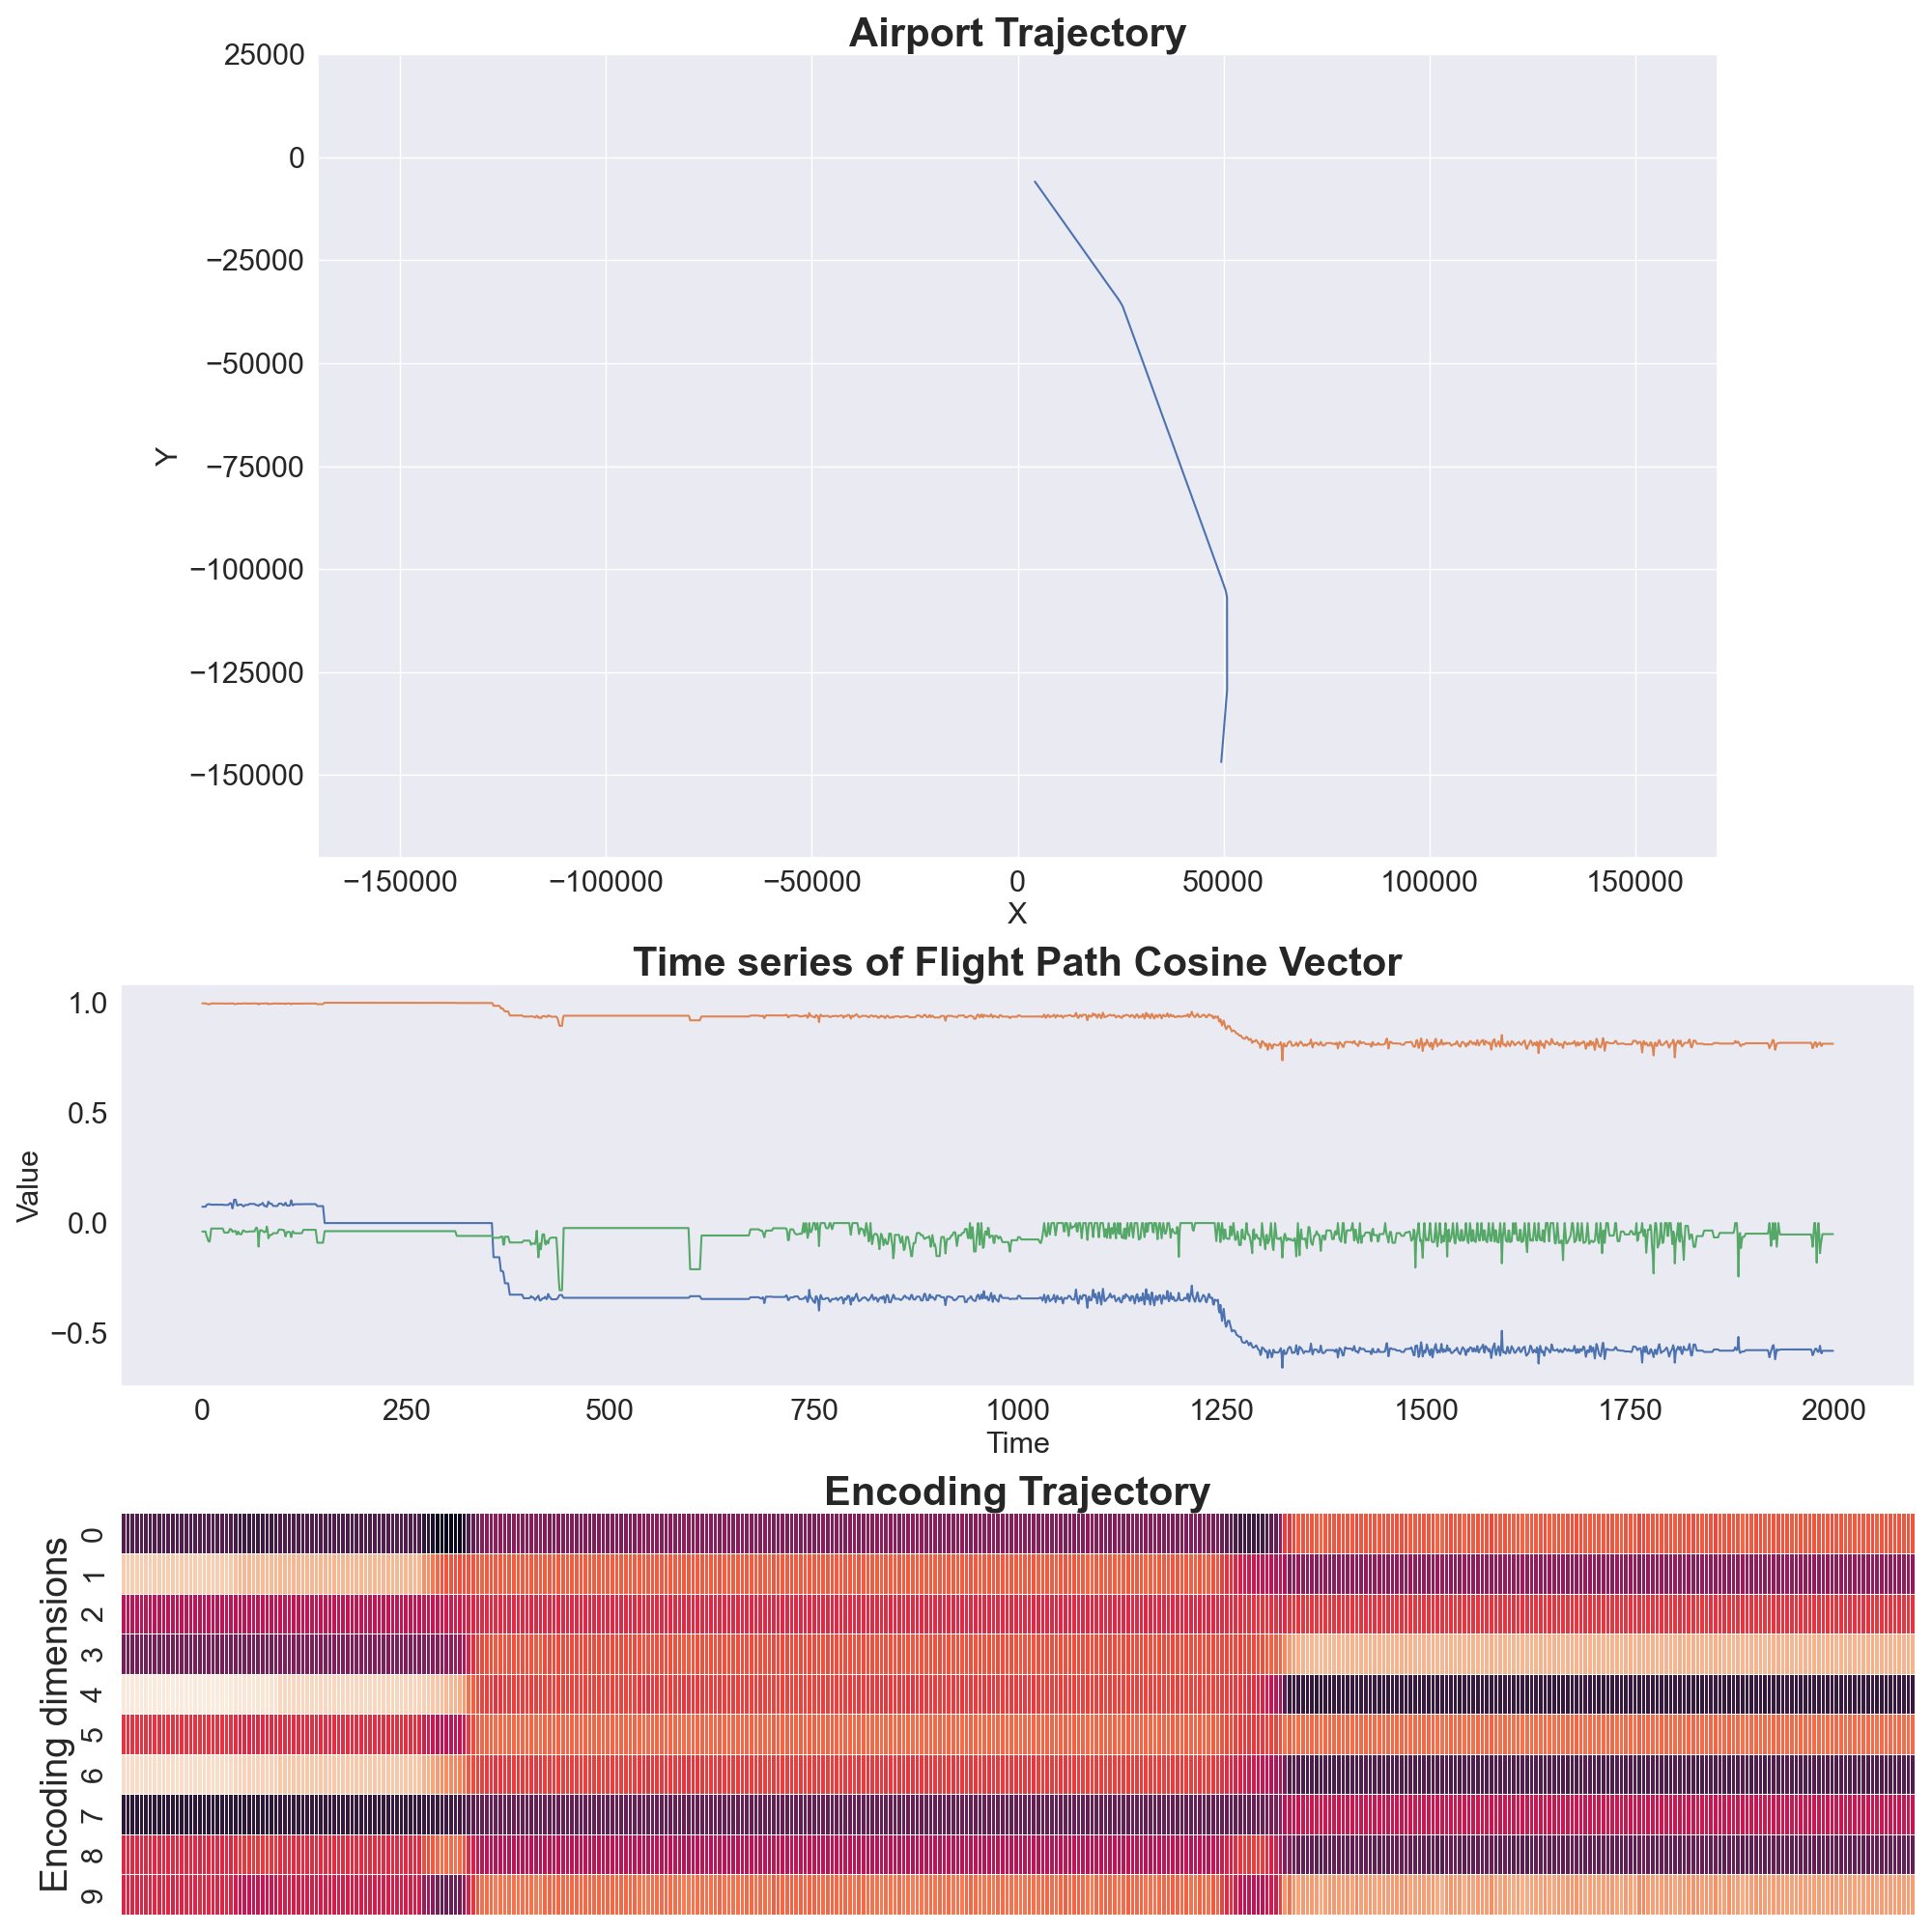 Airport Trajectory
25000
0
−25000
−50000
−75000
−100000
−125000
−150000
Y
−150000 −100000 −50000 0 50000 100000 150000
X
Time series of Flight Path Cosine Vector
1.0
0.5
0.0
−0.5
Value
0 250 500 750 1000 1250 1500 1750 2000
Time
Encoding Trajectory
Encoding dimensions
0
1
2
3
4
5
6
7
8
9